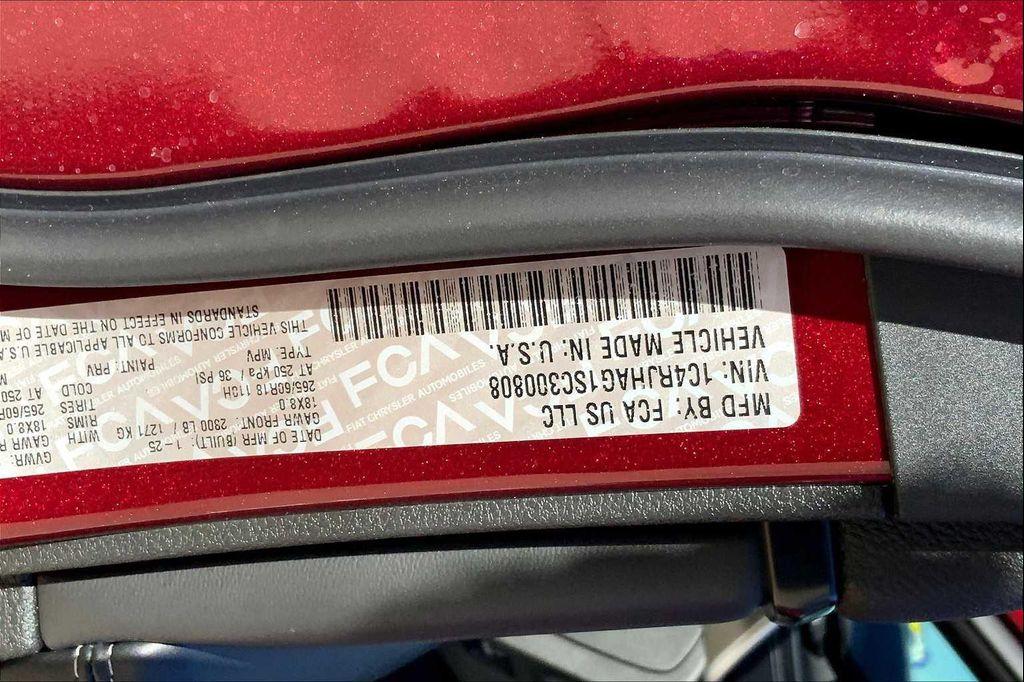 MFD BY: FCA US LLC
VIN: 1C4RJHAG1SC300808
VEHICLE MADE IN: U.S.A.
DATE OF MFR (BUILT): 1-25
GVWR:
GAWR FRONT 2800 LB / 1271 KG
WITH
GAWR R
18X8.0
RIMS
18X8.0
265/60R18 110H
TIRES
265/60R
AT 250 kPa / 36 PSI
COLD
AT 250
TYPE: MPV
PAINT: PRV
THIS VEHICLE CONFORMS TO ALL APPLICABLE U.S.A
STANDARDS IN EFFECT ON THE DATE OF M
FCA
FIAT CHRYSLER AUTOMOBILES